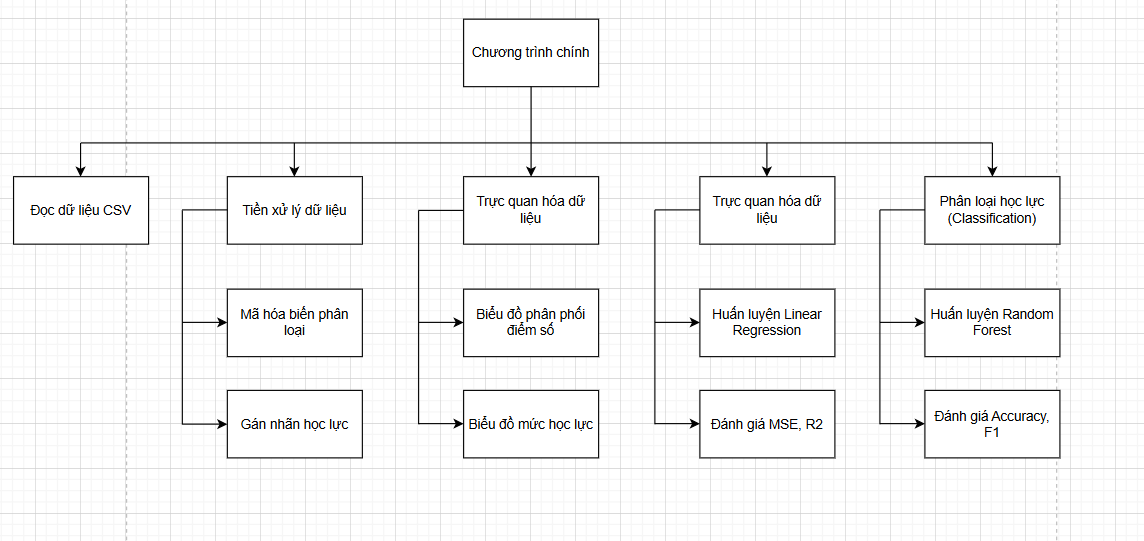 Chương trình chính
Đọc dữ liệu CSV
Tiền xử lý dữ liệu
Trực quan hóa dữ
liệu
Trực quan hóa dữ
liệu
Phân loại học lực
(Classification)
Mã hóa biến phân
loại
Biểu đồ phân phối
điểm số
Huấn luyện Linear
Regression
Huấn luyện Random
Forest
Gán nhãn học lực
Biểu đồ mức học lực
Đánh giá MSE, R2
Đánh giá Accuracy,
F1